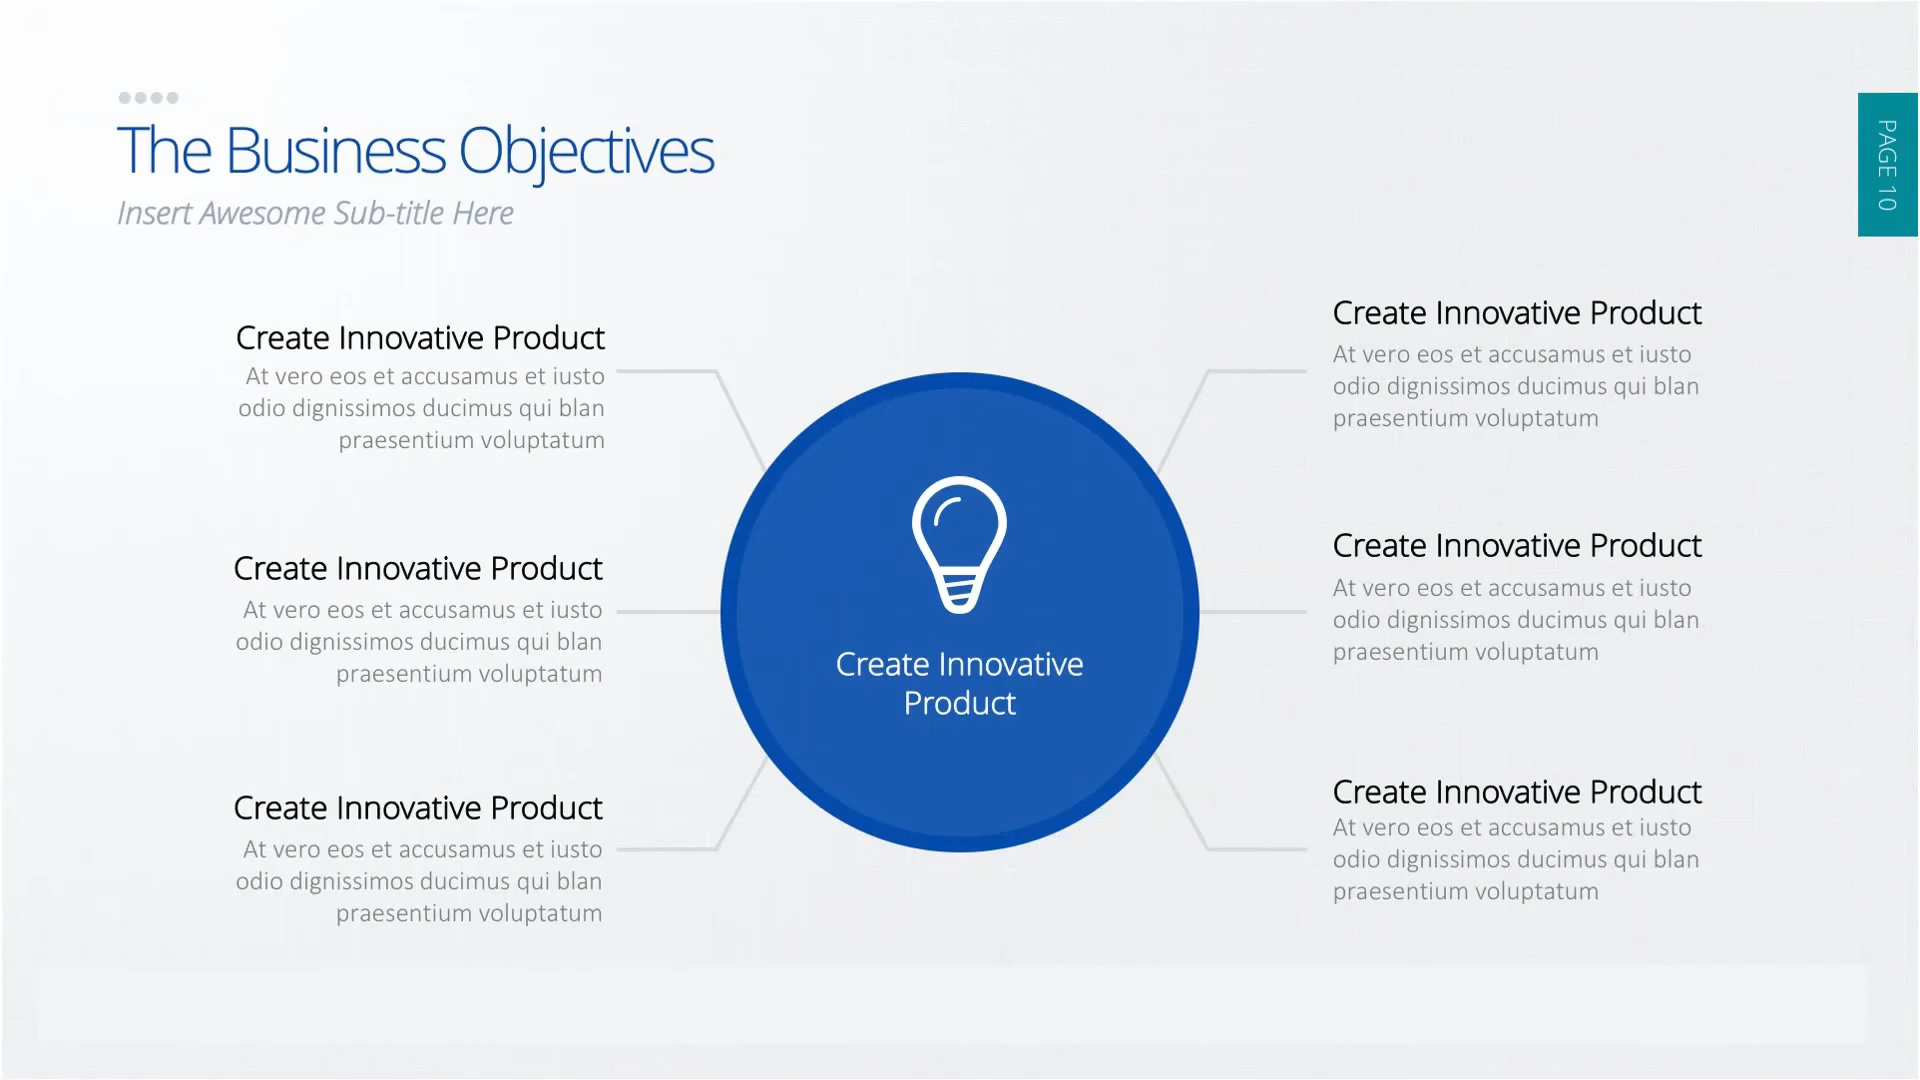 The Business Objectives
Insert Awesome Sub-title Here
PAGE 10
Create Innovative Product
At vero eos et accusamus et iusto
odio dignissimos ducimus qui blan
praesentium voluptatum
Create Innovative Product
At vero eos et accusamus et iusto
odio dignissimos ducimus qui blan
praesentium voluptatum
Create Innovative Product
At vero eos et accusamus et iusto
odio dignissimos ducimus qui blan
praesentium voluptatum
Create Innovative
Product
Create Innovative Product
At vero eos et accusamus et iusto
odio dignissimos ducimus qui blan
praesentium voluptatum
Create Innovative Product
At vero eos et accusamus et iusto
odio dignissimos ducimus qui blan
praesentium voluptatum
Create Innovative Product
At vero eos et accusamus et iusto
odio dignissimos ducimus qui blan
praesentium voluptatum